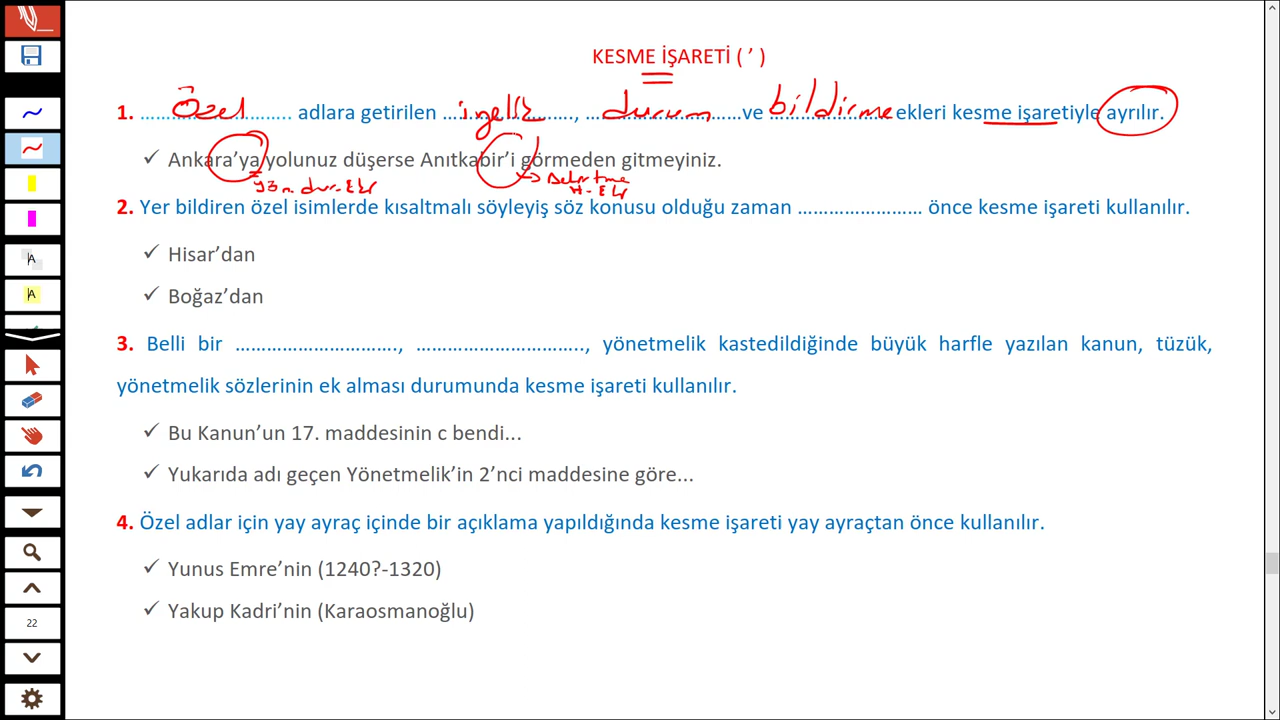 KESME İŞARETİ ( ’ )
1. Özel adlara getirilen iyelik, durum ve bildirme ekleri kesme işaretiyle ayrılır.
✓ Ankara’ya yolunuz düşerse Anıtkabir’i görmeden gitmeyiniz.
yön. dur. Eki Belirtme H. Eki
2. Yer bildiren özel isimlerde kısaltmalı söyleyiş söz konusu olduğu zaman …………………… önce kesme işareti kullanılır.
✓ Hisar’dan
✓ Boğaz’dan
3. Belli bir …………………………., ………………………….., yönetmelik kastedildiğinde büyük harfle yazılan kanun, tüzük,
yönetmelik sözlerinin ek alması durumunda kesme işareti kullanılır.
✓ Bu Kanun’un 17. maddesinin c bendi...
✓ Yukarıda adı geçen Yönetmelik’in 2’nci maddesine göre...
4. Özel adlar için yay ayraç içinde bir açıklama yapıldığında kesme işareti yay ayraçtan önce kullanılır.
✓ Yunus Emre’nin (1240?-1320)
✓ Yakup Kadri’nin (Karaosmanoğlu)
A
A
22